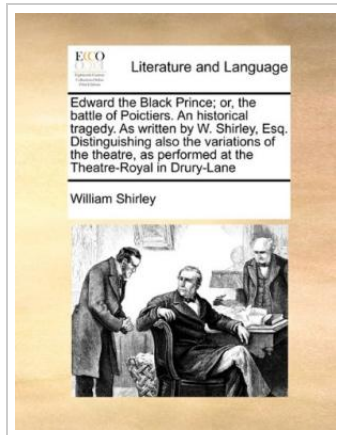 ECCO
Literature and Language
Edward the Black Prince; or, the
battle of Poictiers. An historical
tragedy. As written by W. Shirley, Esq.
Distinguishing also the variations of
the theatre, as performed at the
Theatre-Royal in Drury-Lane
William Shirley